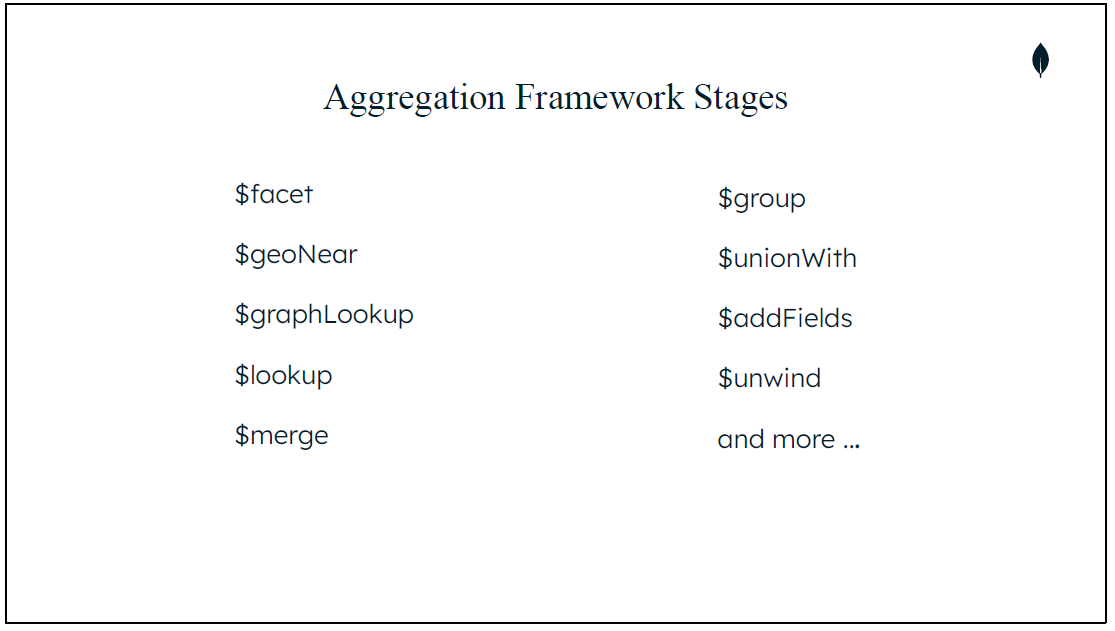 Aggregation Framework Stages
$facet
$geoNear
$graphLookup
$lookup
$merge
$group
$unionWith
$addFields
$unwind
and more ...